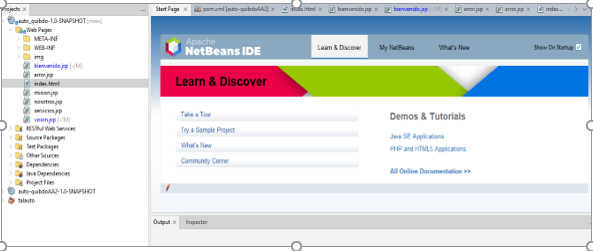 Projects ×
auto_quibdo-1.0-SNAPSHOT [main]
Web Pages
META-INF
WEB-INF
img
bienvenido.jsp [-/M]
error.jsp
index.html
mision.jsp
nosotros.jsp
servicios.jsp
vision.jsp [-/M]
RESTful Web Services
Source Packages
Test Packages
Other Sources
Dependencies
Java Dependencies
Project Files
auto-quibdoAA2-1.0-SNAPSHOT
talauto
Start Page × pom.xml [auto-quibdoAA2] × index.html × bienvenido.jsp × bienvenido.jsp [-/M] × error.jsp × error.jsp × index...
Apache
NetBeans IDE
Learn & Discover My NetBeans What's New Show On Startup
Learn & Discover
Take a Tour
Try a Sample Project
What's New
Community Corner
Demos & Tutorials
Java SE Applications
PHP and HTML5 Applications
All Online Documentation >>
Output × Inspector